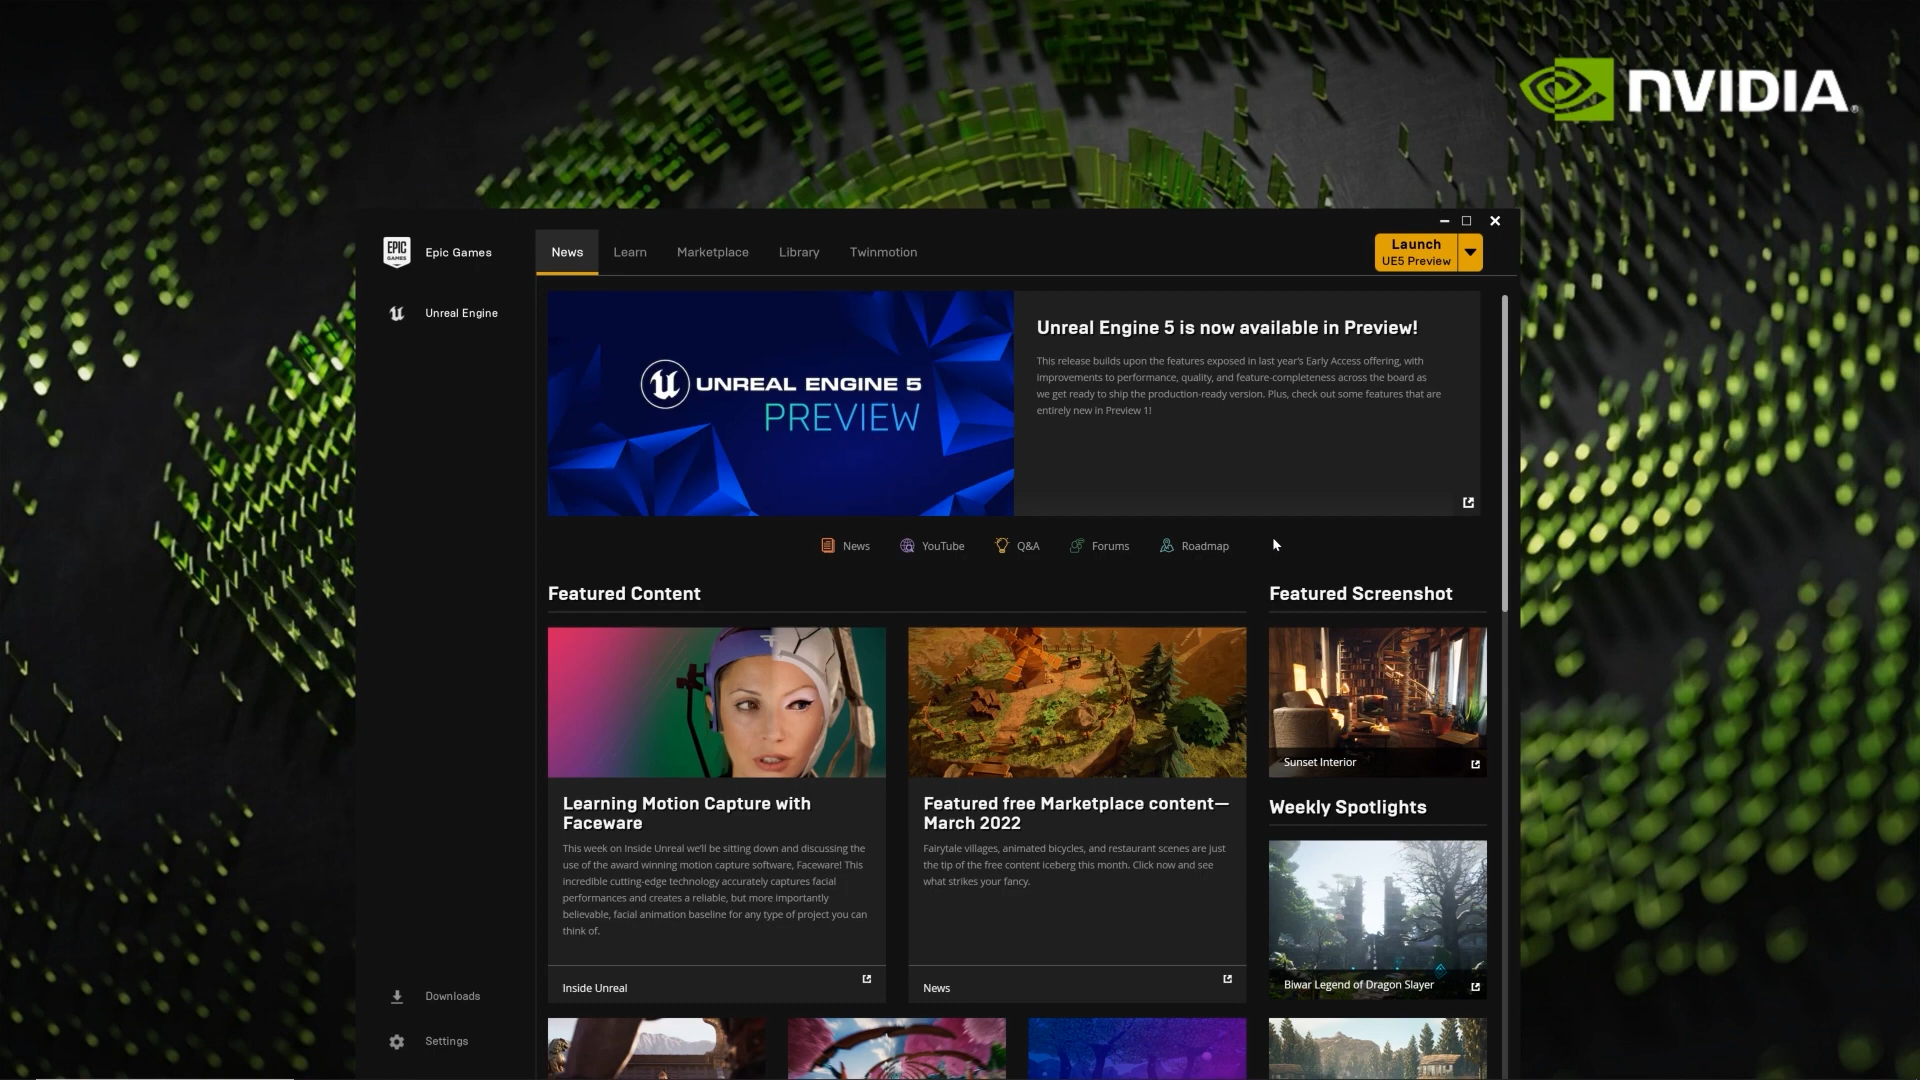 NVIDIA
EPIC
GAMES
Epic Games
News
Learn
Marketplace
Library
Twinmotion
Launch
UE5 Preview
Unreal Engine
UNREAL ENGINE 5
PREVIEW
Unreal Engine 5 is now available in Preview!
This release builds upon the features exposed in last year's Early Access offering, with
improvements to performance, quality, and feature-completeness across the board as
we get ready to ship the production-ready version. Plus, check out some features that are
entirely new in Preview 1!
News
YouTube
Q&A
Forums
Roadmap
Featured Content
Learning Motion Capture with
Faceware
This week on Inside Unreal we'll be sitting down and discussing the
use of the award winning motion capture software, Faceware! This
incredible cutting-edge technology accurately captures facial
performances and creates a reliable, but more importantly
believable, facial animation baseline for any type of project you can
think of.
Inside Unreal
Featured free Marketplace content—
March 2022
Fairytale villages, animated bicycles, and restaurant scenes are just
the tip of the free content iceberg this month. Click now and see
what strikes your fancy.
News
Featured Screenshot
Sunset Interior
Weekly Spotlights
Biwar Legend of Dragon Slayer
Downloads
Settings